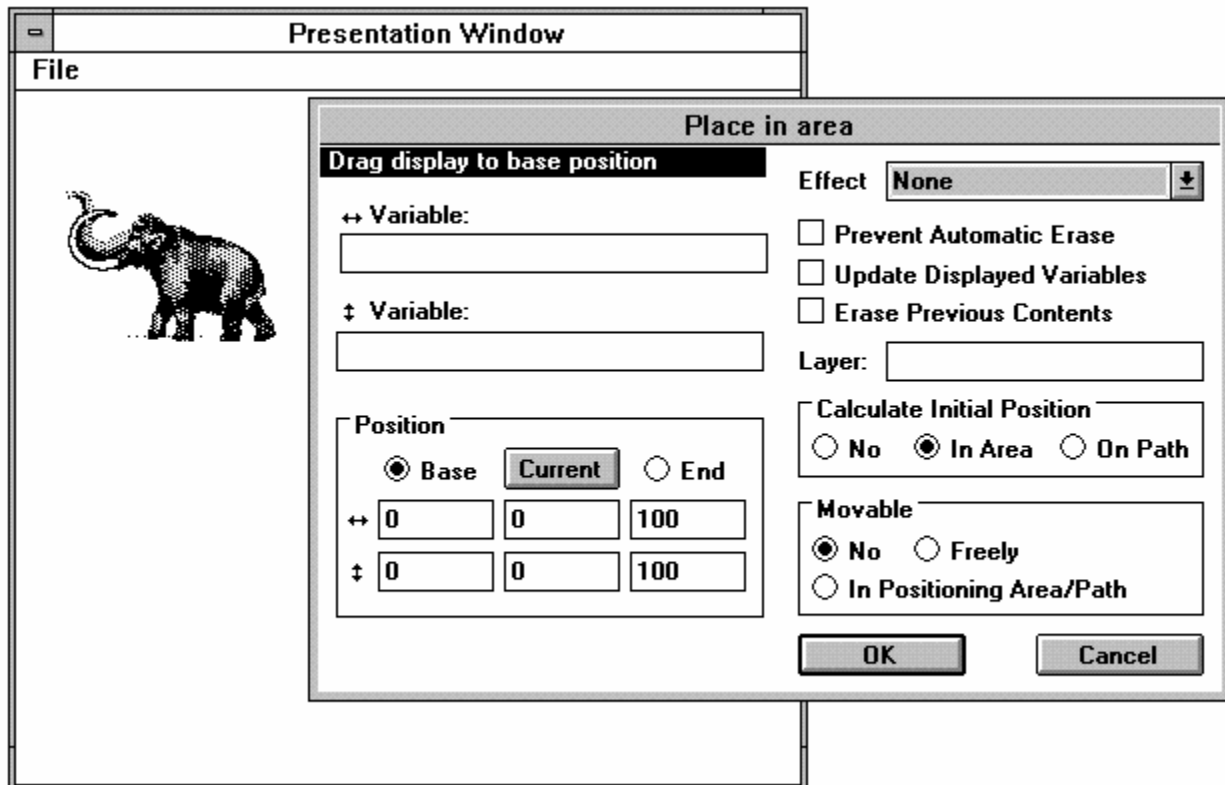 Presentation Window
File
Place in area
Drag display to base position
↔ Variable:
↕ Variable:
Position
Base Current End
↔ 0 0 100
↕ 0 0 100
Effect None
Prevent Automatic Erase
Update Displayed Variables
Erase Previous Contents
Layer:
Calculate Initial Position
No In Area On Path
Movable
No Freely
In Positioning Area/Path
OK Cancel